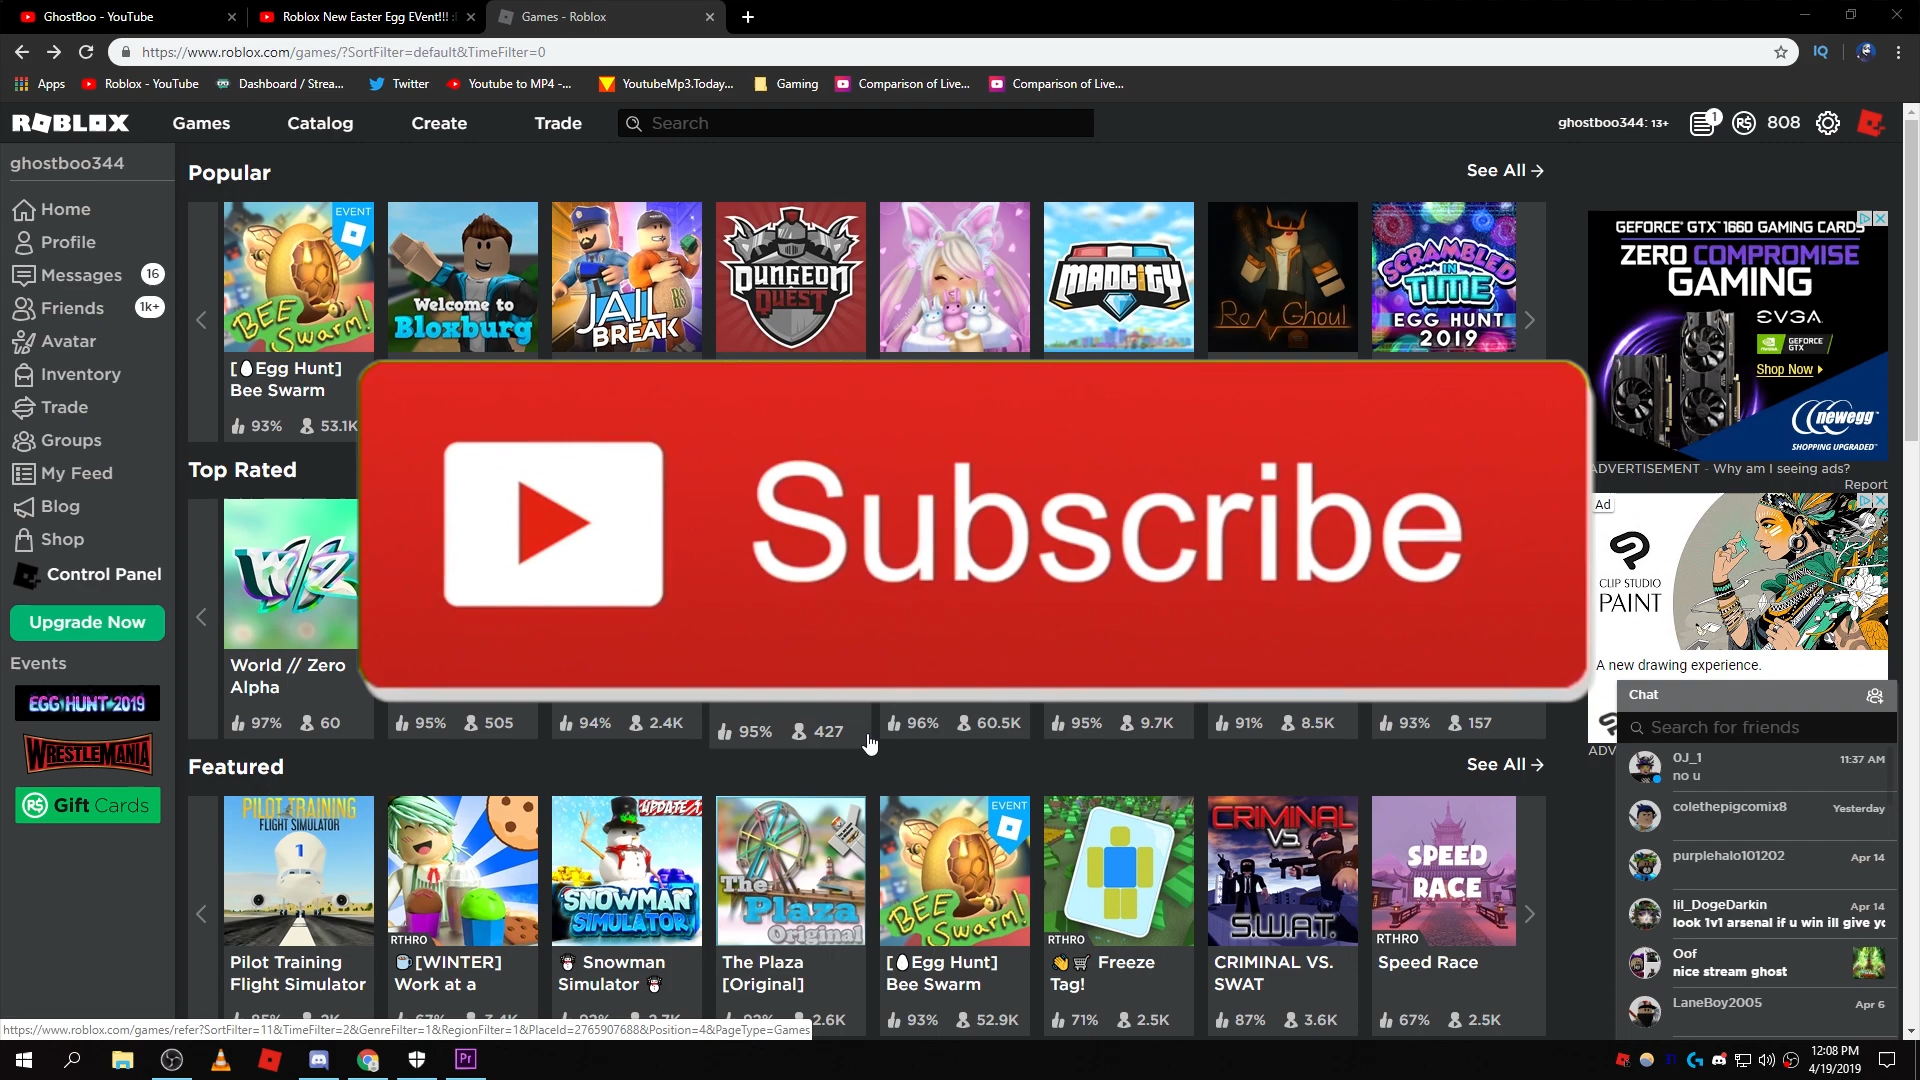 GhostBoo - YouTube
Roblox New Easter Egg EVent!!!
Games - Roblox
https://www.roblox.com/games/?SortFilter=default&TimeFilter=0
IQ
Apps
Roblox - YouTube
Dashboard / Strea...
Twitter
Youtube to MP4 -...
YoutubeMp3.Today...
Gaming
Comparison of Live...
Comparison of Live...
ROBLOX
Games
Catalog
Create
Trade
Search
ghostboo344: 13+
1
808
ghostboo344
Home
Profile
Messages 16
Friends 1k+
Avatar
Inventory
Trade
Groups
My Feed
Blog
Shop
Control Panel
Upgrade Now
Events
EGG HUNT 2019
WRESTLEMANIA
Gift Cards
Popular
See All
EVENT
BEE Swarm!
Welcome to Bloxburg
JAIL BREAK
DUNGEON QUEST
MADCITY
Ro Ghoul
SCRAMBLED IN TIME EGG HUNT 2019
[Egg Hunt]
Bee Swarm
93% 53.1K
Top Rated
Subscribe
W/Z
World // Zero
Alpha
97% 60
95% 505
94% 2.4K
95% 427
96% 60.5K
95% 9.7K
91% 8.5K
93% 157
Featured
See All
PILOT TRAINING
FLIGHT SIMULATOR
1
RTHRO
UPDATE
SNOWMAN SIMULATOR
The Plaza Original
EVENT
BEE Swarm!
RTHRO
CRIMINAL VS. S.W.A.T.
SPEED RACE
RTHRO
Pilot Training
Flight Simulator
[WINTER]
Work at a
Snowman
Simulator
The Plaza
[Original]
[Egg Hunt]
Bee Swarm
Freeze
Tag!
CRIMINAL VS.
SWAT
Speed Race
2.6K
93% 52.9K
71% 2.5K
87% 3.6K
67% 2.5K
https://www.roblox.com/games/refer?SortFilter=11&TimeFilter=2&GenreFilter=1&RegionFilter=1&PlaceId=2765907688&Position=4&PageType=Games
GEFORCE GTX 1660 GAMING CARDS
ZERO COMPROMISE
GAMING
EVGA
GEFORCE GTX
Shop Now
newegg
SHOPPING UPGRADED
ADVERTISEMENT - Why am I seeing ads?
Report
Ad
CLIP STUDIO
PAINT
A new drawing experience.
ADV
Chat
Search for friends
0J_1 11:37 AM
no u
colethepigcomix8 Yesterday
purplehalo101202 Apr 14
lil_DogeDarkin Apr 14
look 1v1 arsenal if u win ill give yo
Oof
nice stream ghost
LaneBoy2005 Apr 6
Pr
12:08 PM
4/19/2019